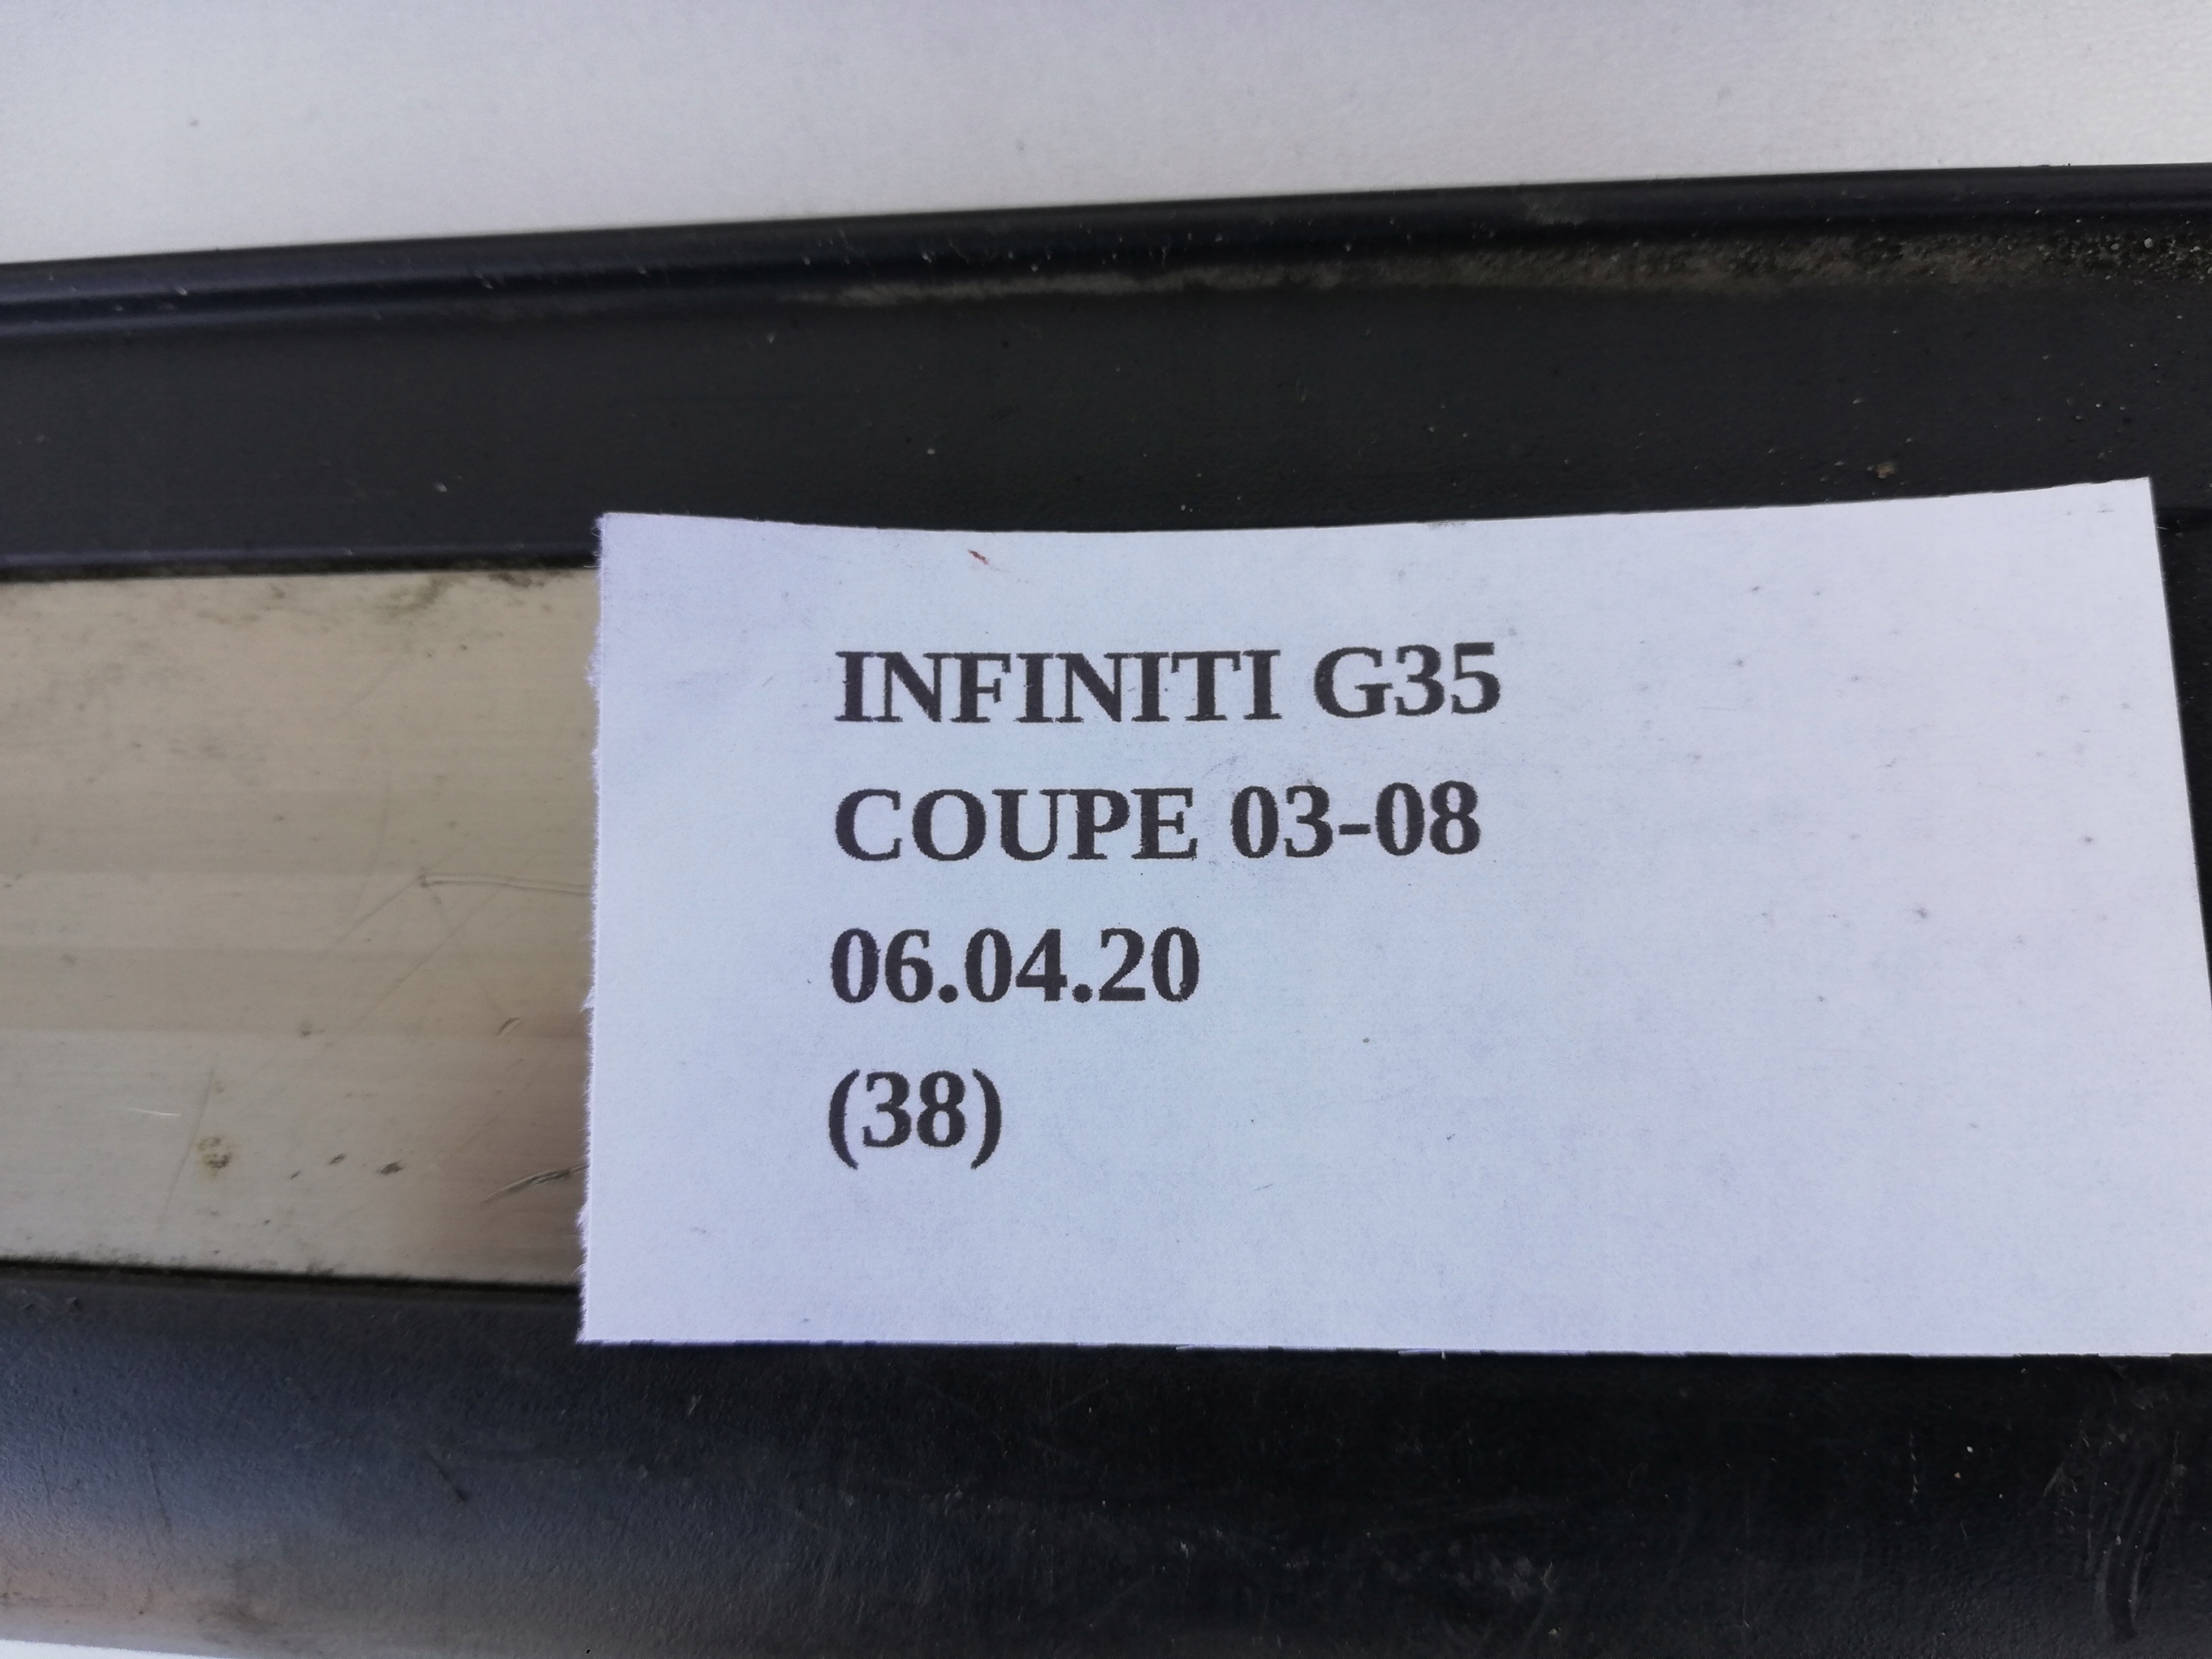 INFINITI G35
COUPE 03-08
06.04.20
(38)